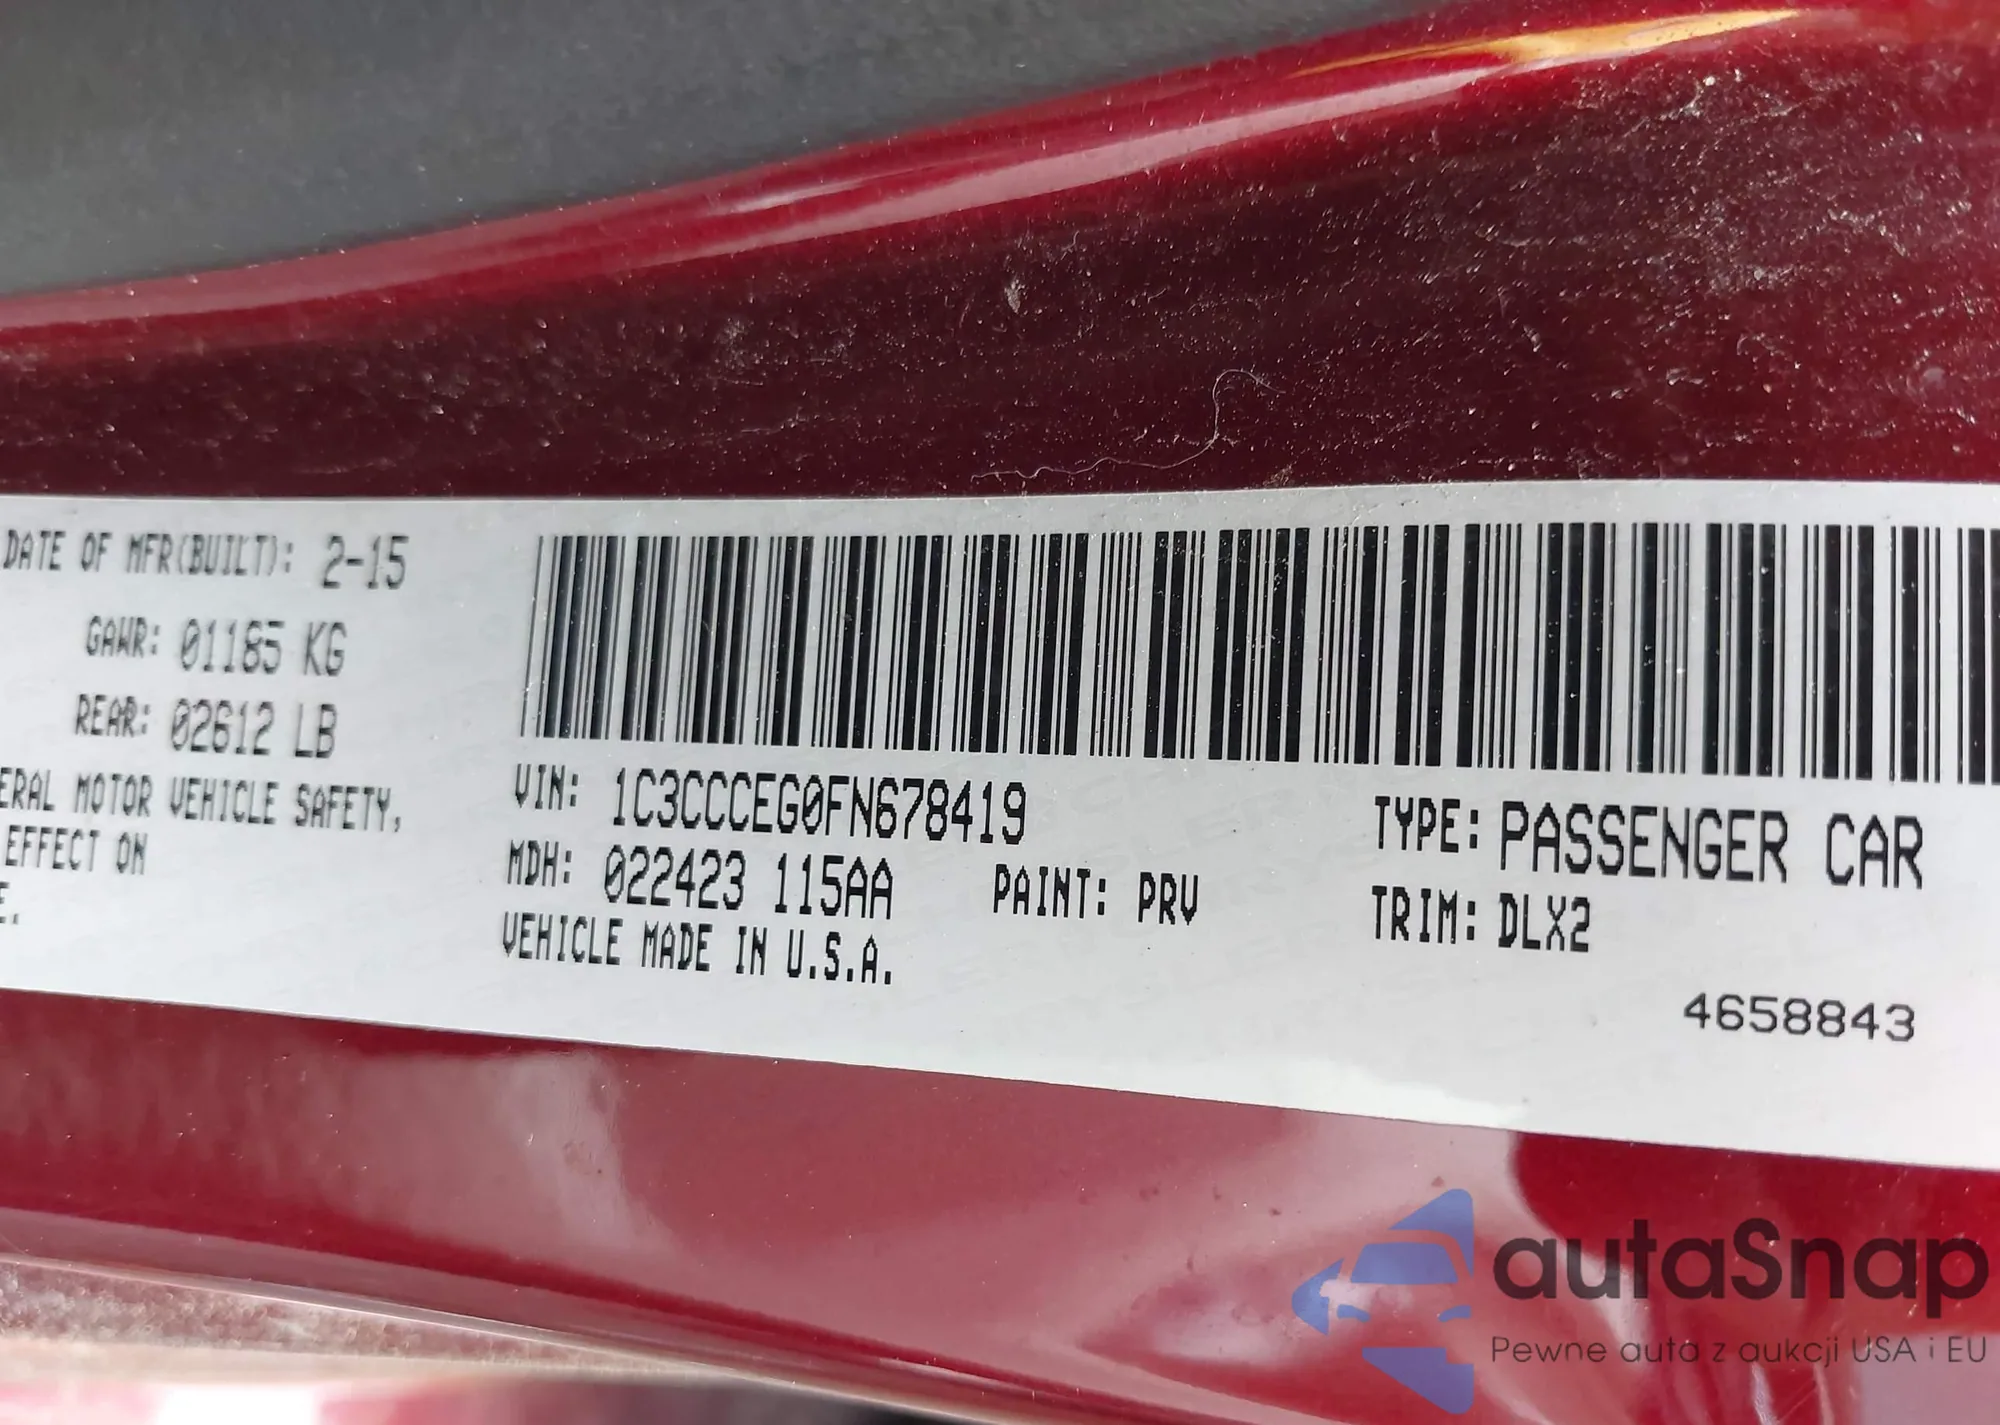 DATE OF MFR(BUILT): 2-15
GAWR: 01185 KG
REAR: 02612 LB
ERAL MOTOR VEHICLE SAFETY,
EFFECT ON
E.
VIN: 1C3CCCEG0FN678419
TYPE: PASSENGER CAR
MDH: 022423 115AA PAINT: PRV
TRIM: DLX2
VEHICLE MADE IN U.S.A.
4658843
autaSnap
Pewne auta z aukcji USA i EU